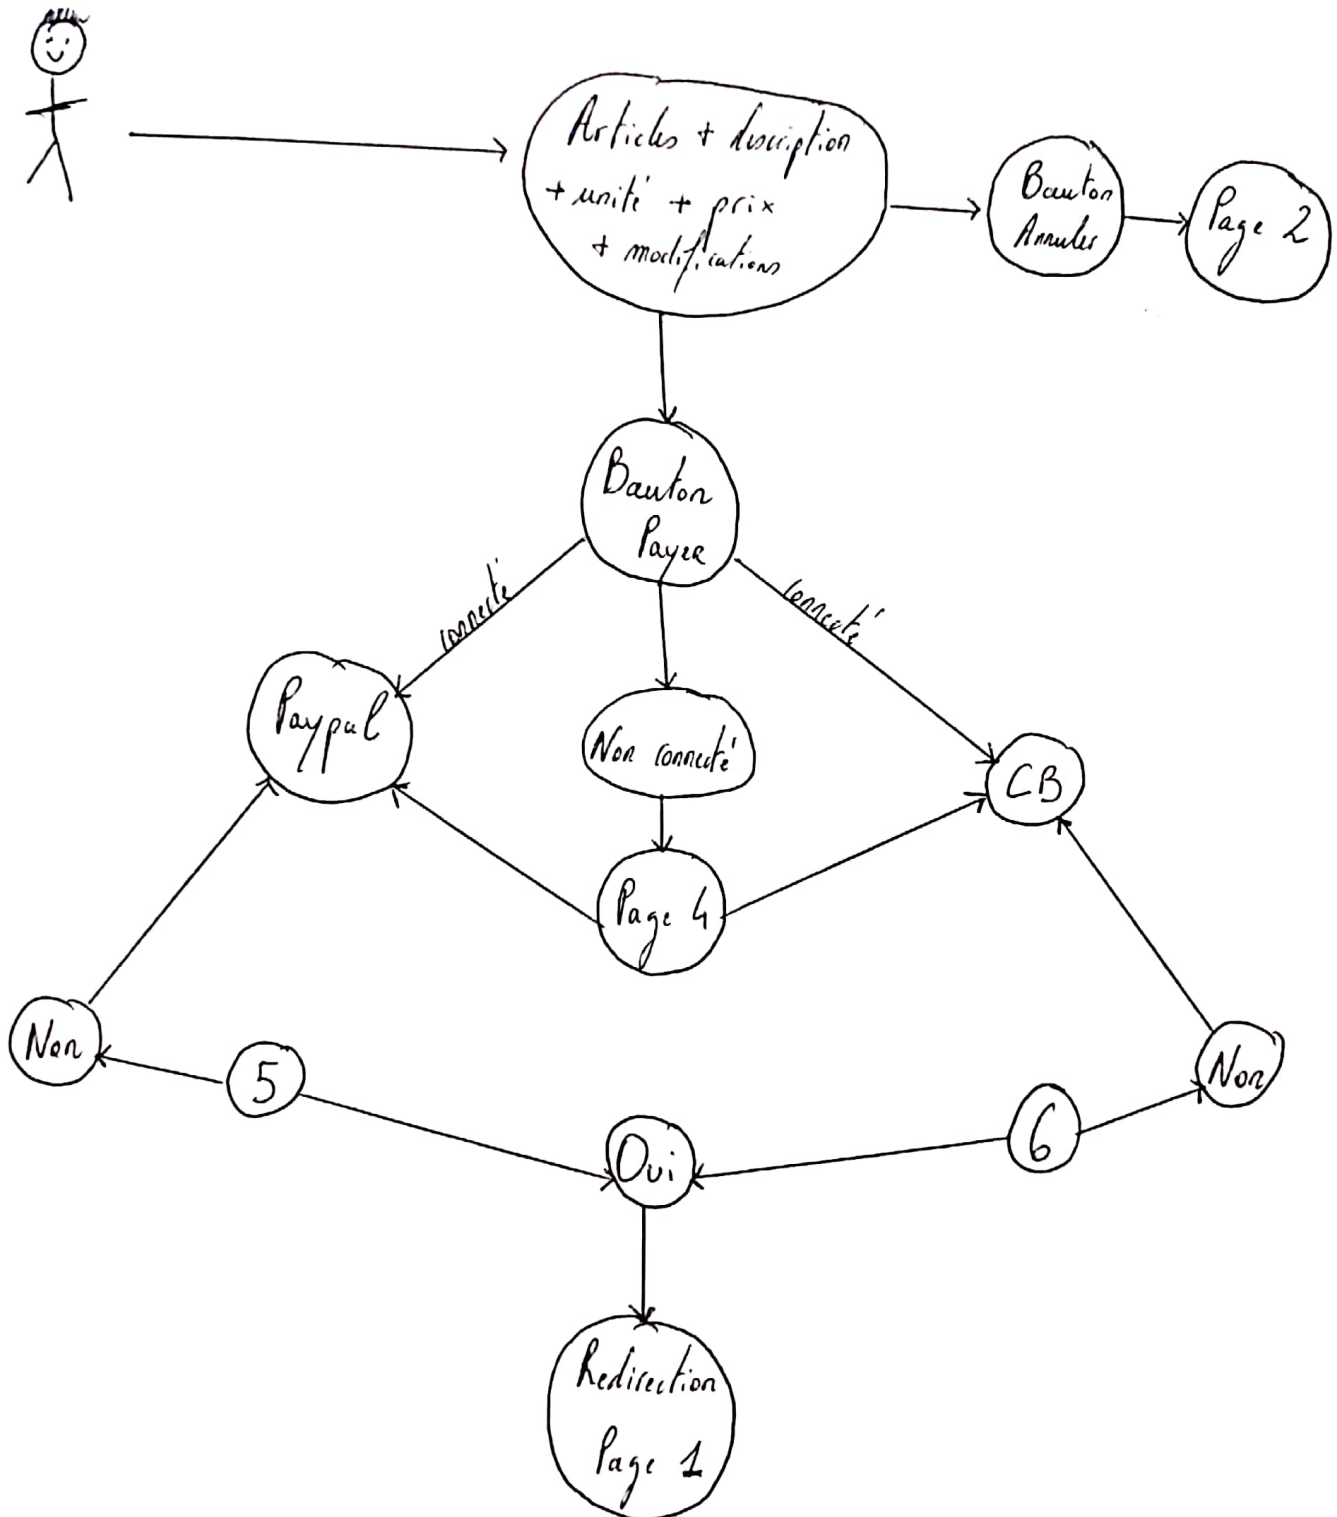 Articles + description
+ unité + prix
+ modifications
Bouton
Annuler
Page 2
Bouton
Payer
connecté
connecté
Paypal
Non connecté
CB
Page 4
Non
5
Oui
6
Non
Redirection
Page 1